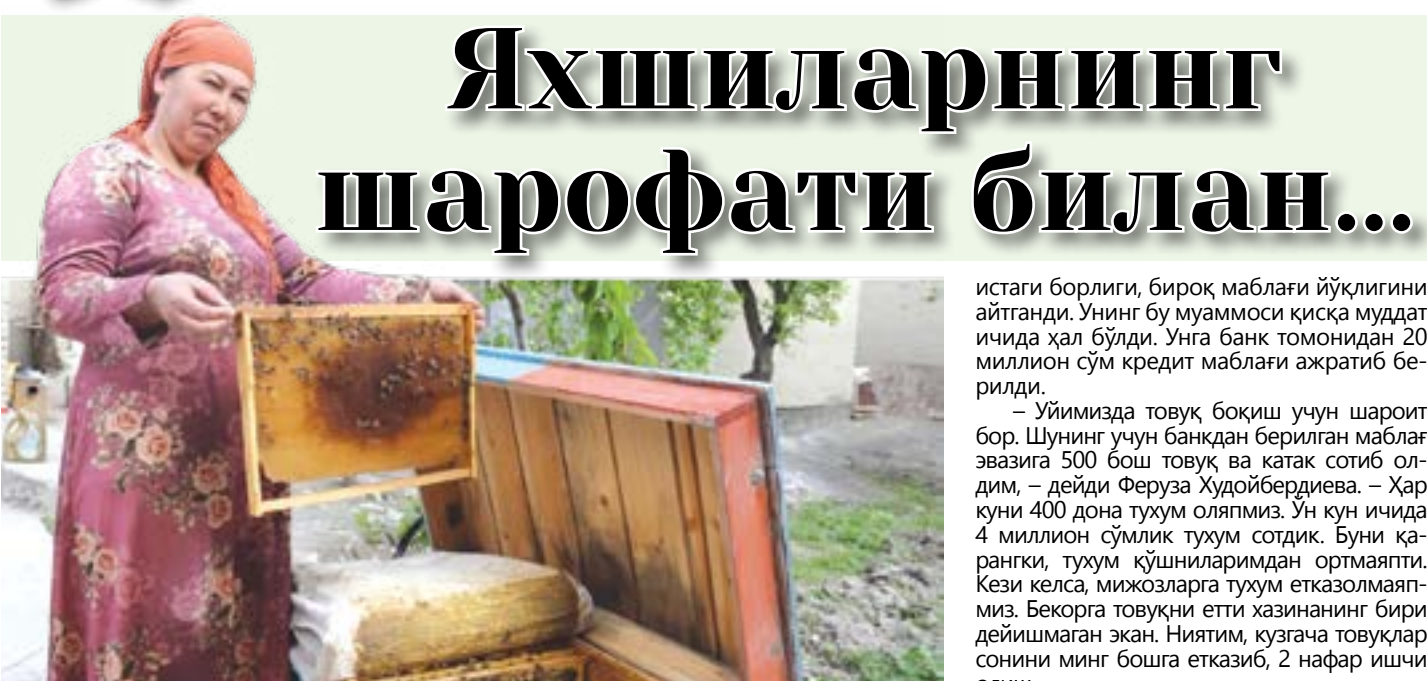 Яхшиларнинг
шарофати билан...
истаги борлиги, бироқ маблағи йўқлигини
айтганди. Унинг бу муаммоси қисқа муддат
ичида ҳал бўлди. Унга банк томонидан 20
миллион сўм кредит маблағи ажратиб бе-
рилди.
– Уйимизда товуқ боқиш учун шароит
бор. Шунинг учун банкдан берилган маблағ
эвазига 500 бош товуқ ва катак сотиб ол-
дим, – дейди Феруза Худойбердиева. – Ҳар
куни 400 дона тухум оляпмиз. Ўн кун ичида
4 миллион сўмлик тухум сотдик. Буни қа-
рангки, тухум қўшниларимдан ортмаяпти.
Кези келса, мижозларга тухум етказолмаяп-
миз. Бекорга товуқни етти хазинанинг бири
дейишмаган экан. Ниятим, кузгача товуқлар
сонини минг бошга етказиб, 2 нафар ишчи